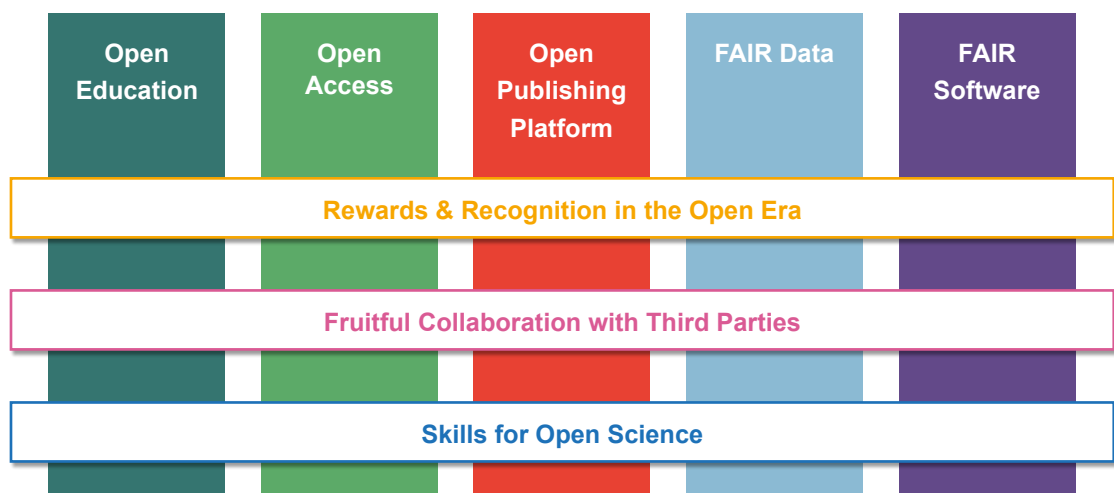 Open
Education
Open
Access
Open
Publishing
Platform
FAIR Data
FAIR
Software
Rewards & Recognition in the Open Era
Fruitful Collaboration with Third Parties
Skills for Open Science